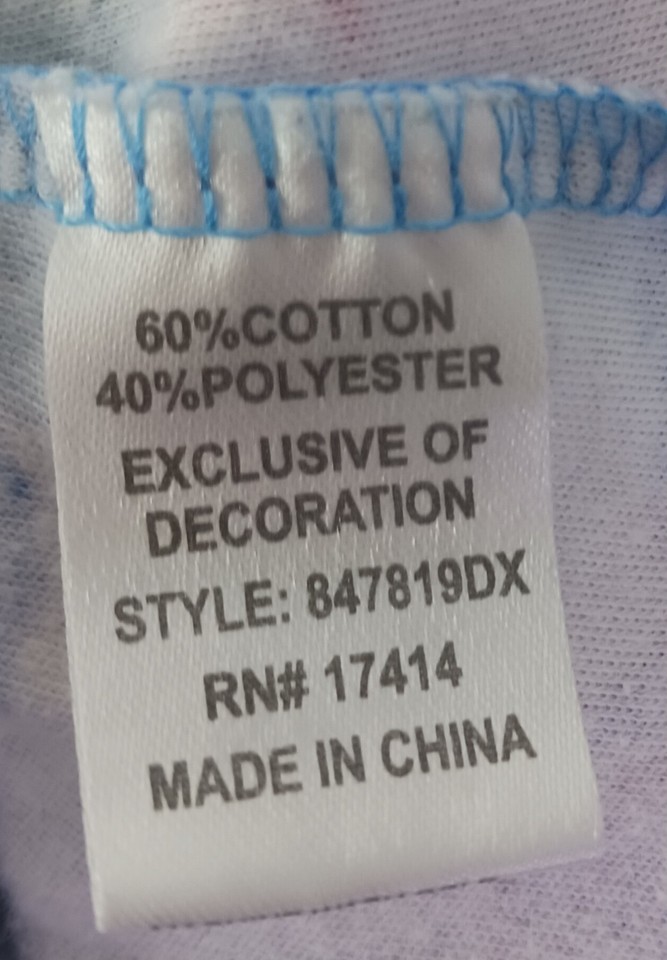 60%COTTON
40%POLYESTER
EXCLUSIVE OF
DECORATION
STYLE: 847819DX
RN# 17414
MADE IN CHINA